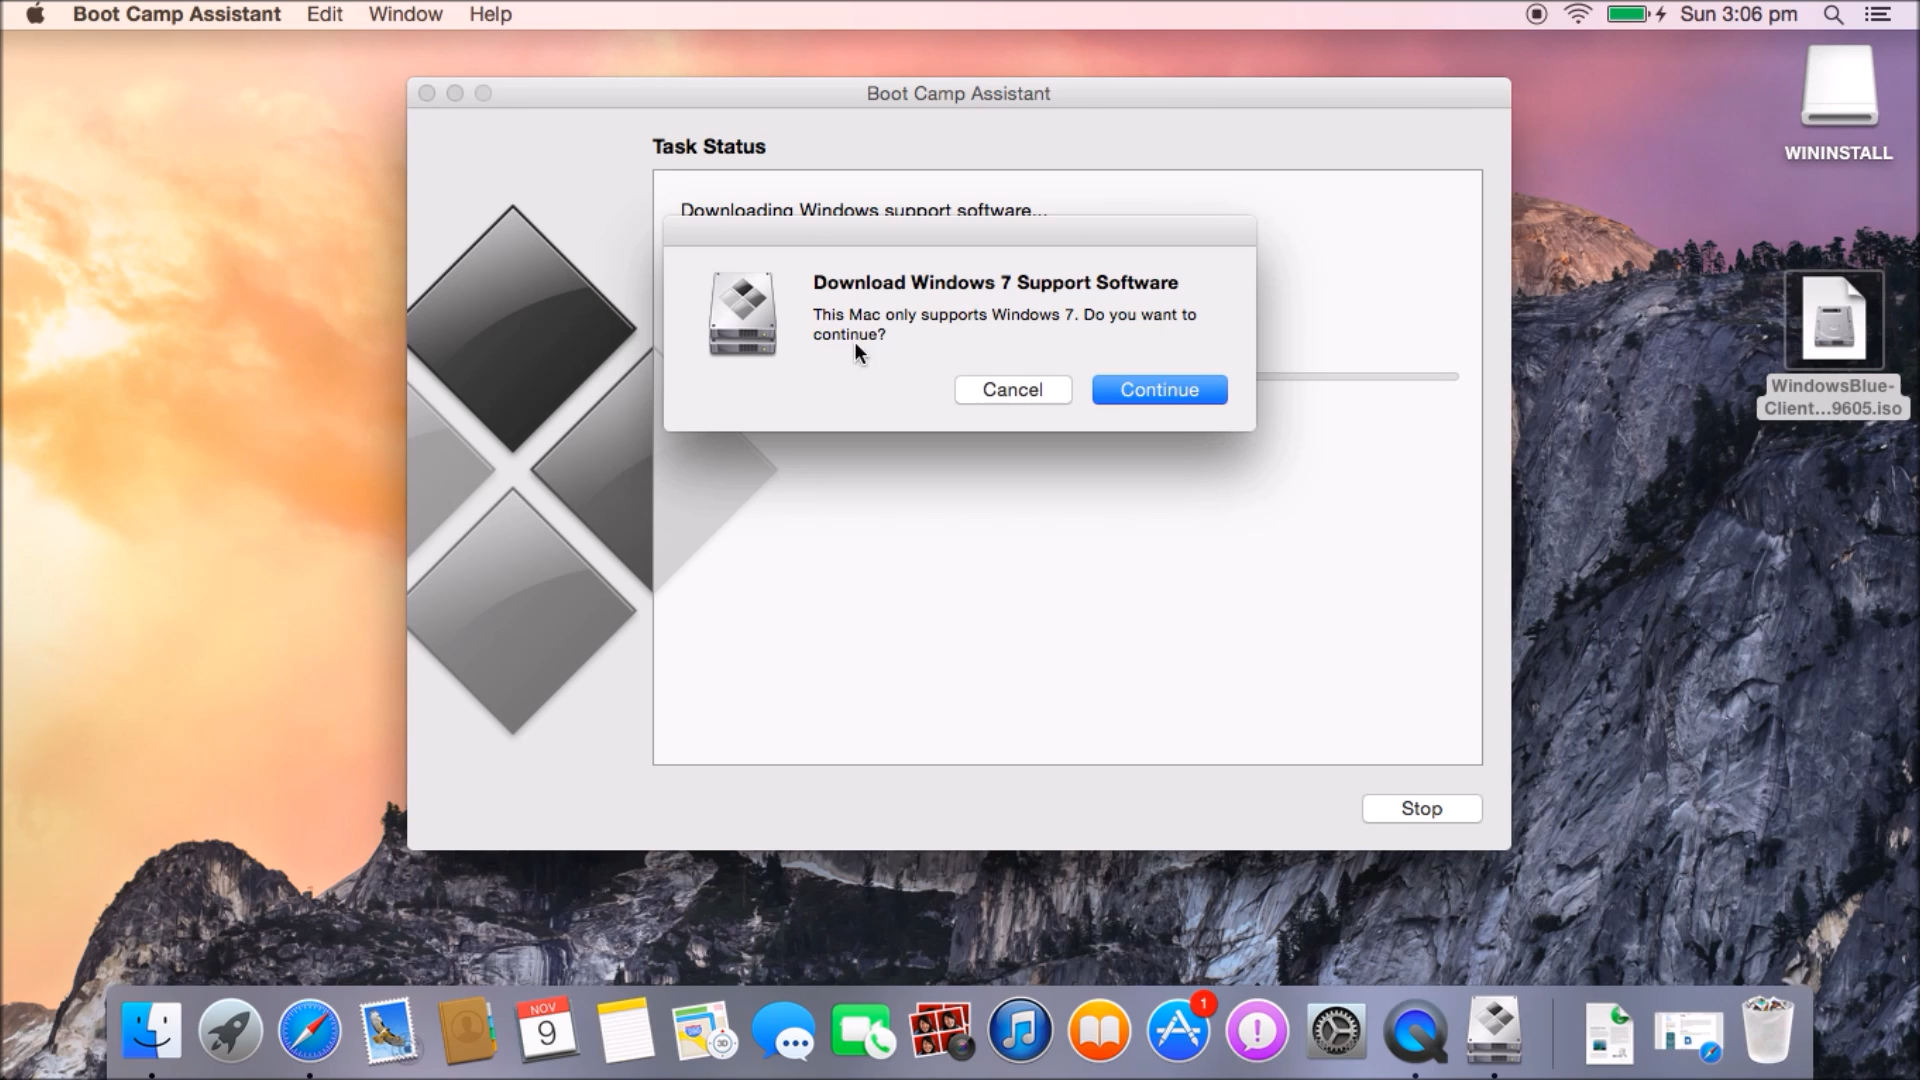 Boot Camp Assistant Edit Window Help
Sun 3:06 pm
Boot Camp Assistant
WININSTALL
Task Status
Downloading Windows support software...
Download Windows 7 Support Software
This Mac only supports Windows 7. Do you want to
continue?
Cancel
Continue
WindowsBlue-
Client...9605.iso
Stop
NOV
9
3D
1